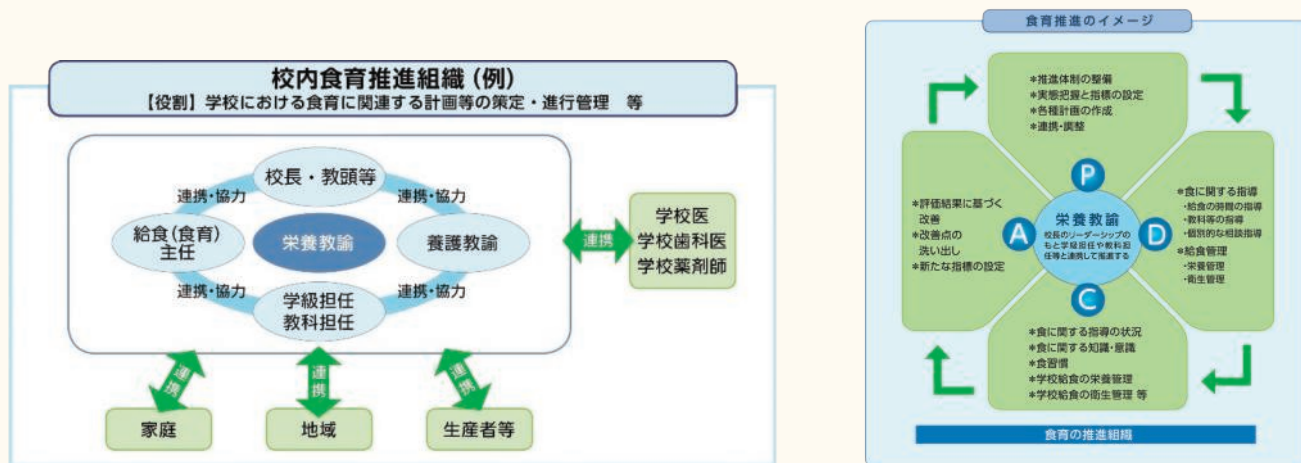 校内食育推進組織(例)
【役割】学校における食育に関連する計画等の策定・進行管理　等
校長・教頭等
連携・協力
連携・協力
給食(食育)
主任
栄養教諭
養護教諭
連携・協力
連携・協力
学級担任
教科担任
連携
学校医
学校歯科医
学校薬剤師
連携
連携
連携
家庭
地域
生産者等
食育推進のイメージ
*推進体制の整備
*実態把握と指標の設定
*各種計画の作成
*連携・調整
P
*評価結果に基づく
改善
*改善点の
洗い出し
*新たな指標の設定
A
栄養教諭
校長のリーダーシップの
もと学級担任や教科担
任等と連携して推進する
D
*食に関する指導
・給食の時間の指導
・教科等の指導
・個別的な相談指導
*給食管理
・栄養管理
・衛生管理
C
*食に関する指導の状況
*食に関する知識・意識
*食習慣
*学校給食の栄養管理
*学校給食の衛生管理 等
食育の推進組織